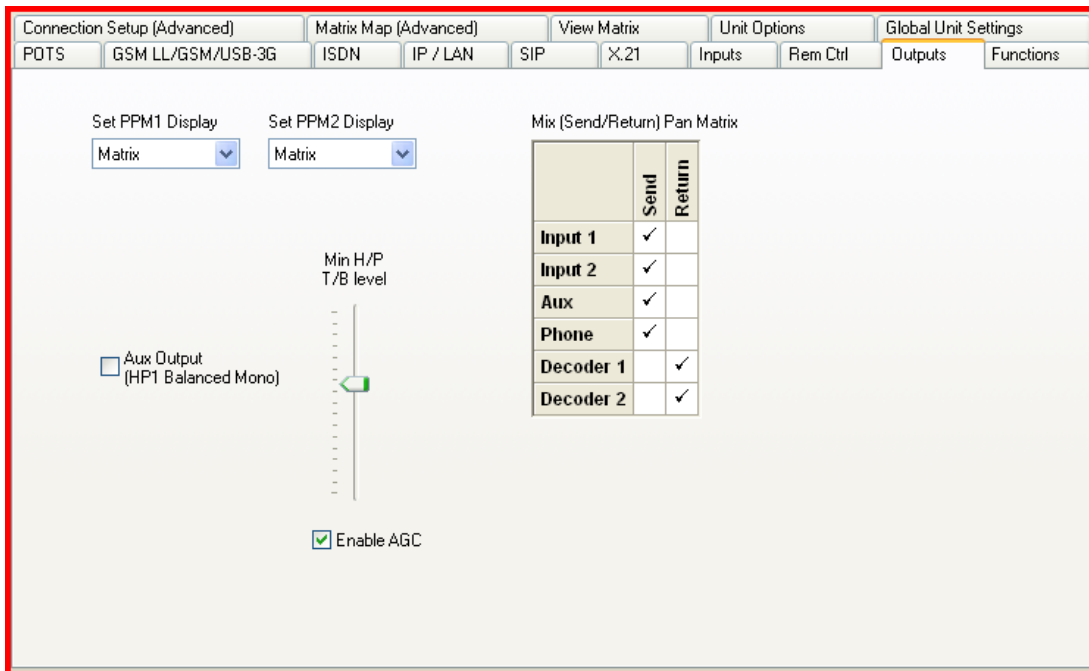 Connection Setup (Advanced) Matrix Map (Advanced) View Matrix Unit Options Global Unit Settings
POTS GSM LL/GSM/USB-3G ISDN IP / LAN SIP X.21 Inputs Rem Ctrl Outputs Functions
Set PPM1 Display Set PPM2 Display Mix (Send/Return) Pan Matrix
Matrix Matrix
Send Return
Input 1
Input 2
Aux
Phone
Decoder 1
Decoder 2
Min H/P
T/B level
Aux Output
(HP1 Balanced Mono)
Enable AGC